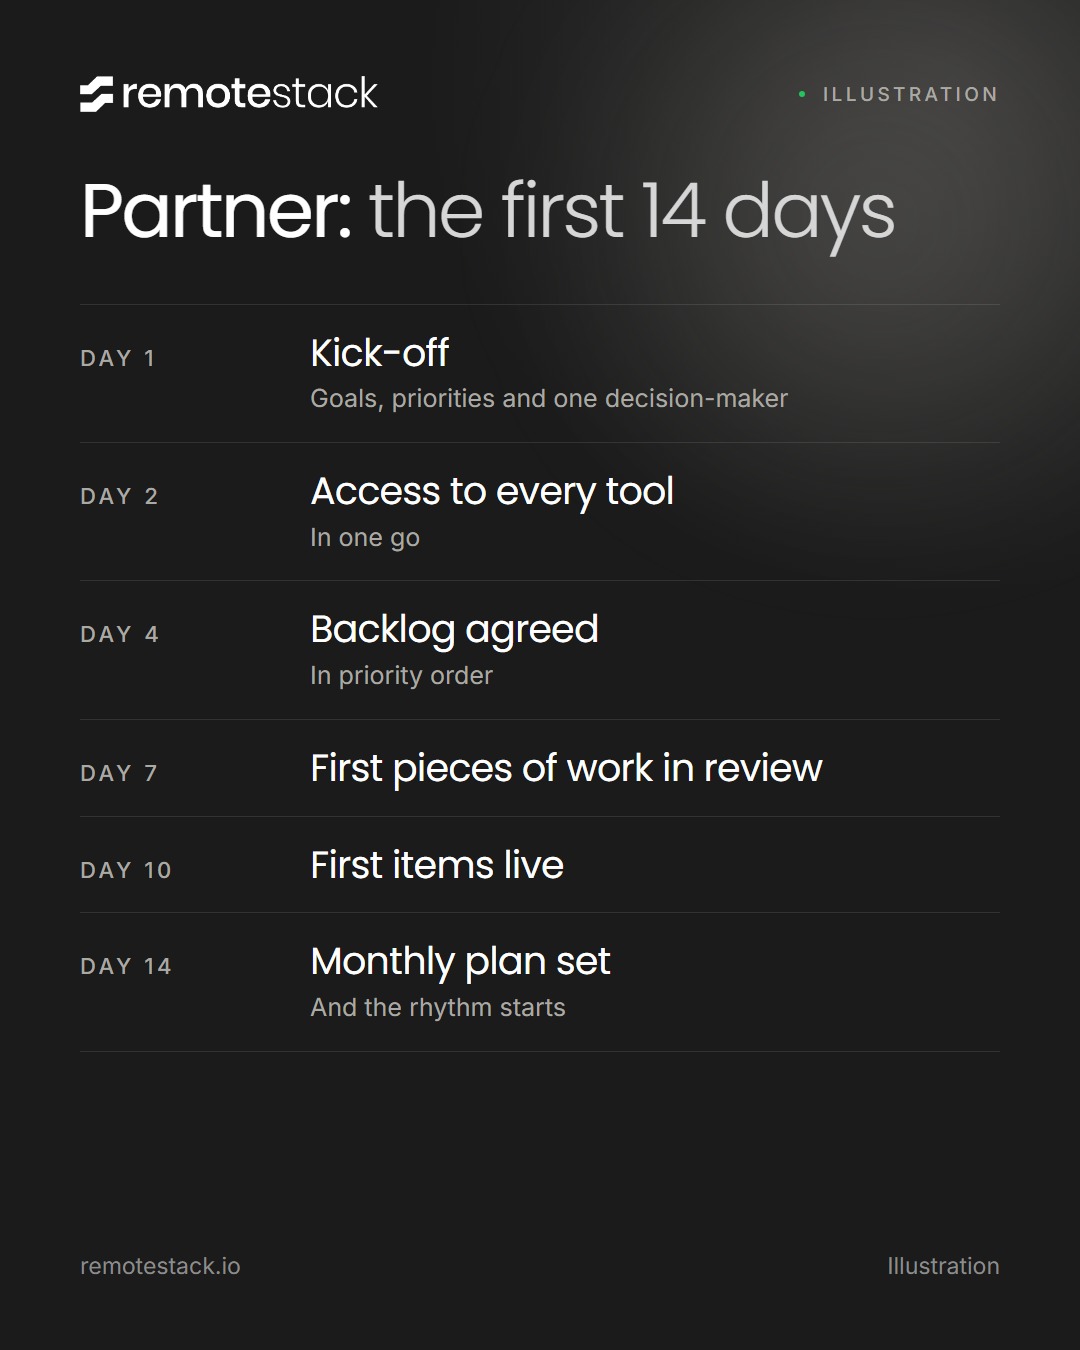 remotestack
ILLUSTRATION
Partner: the first 14 days
DAY 1
Kick-off
Goals, priorities and one decision-maker
DAY 2
Access to every tool
In one go
DAY 4
Backlog agreed
In priority order
DAY 7
First pieces of work in review
DAY 10
First items live
DAY 14
Monthly plan set
And the rhythm starts
remotestack.io
Illustration